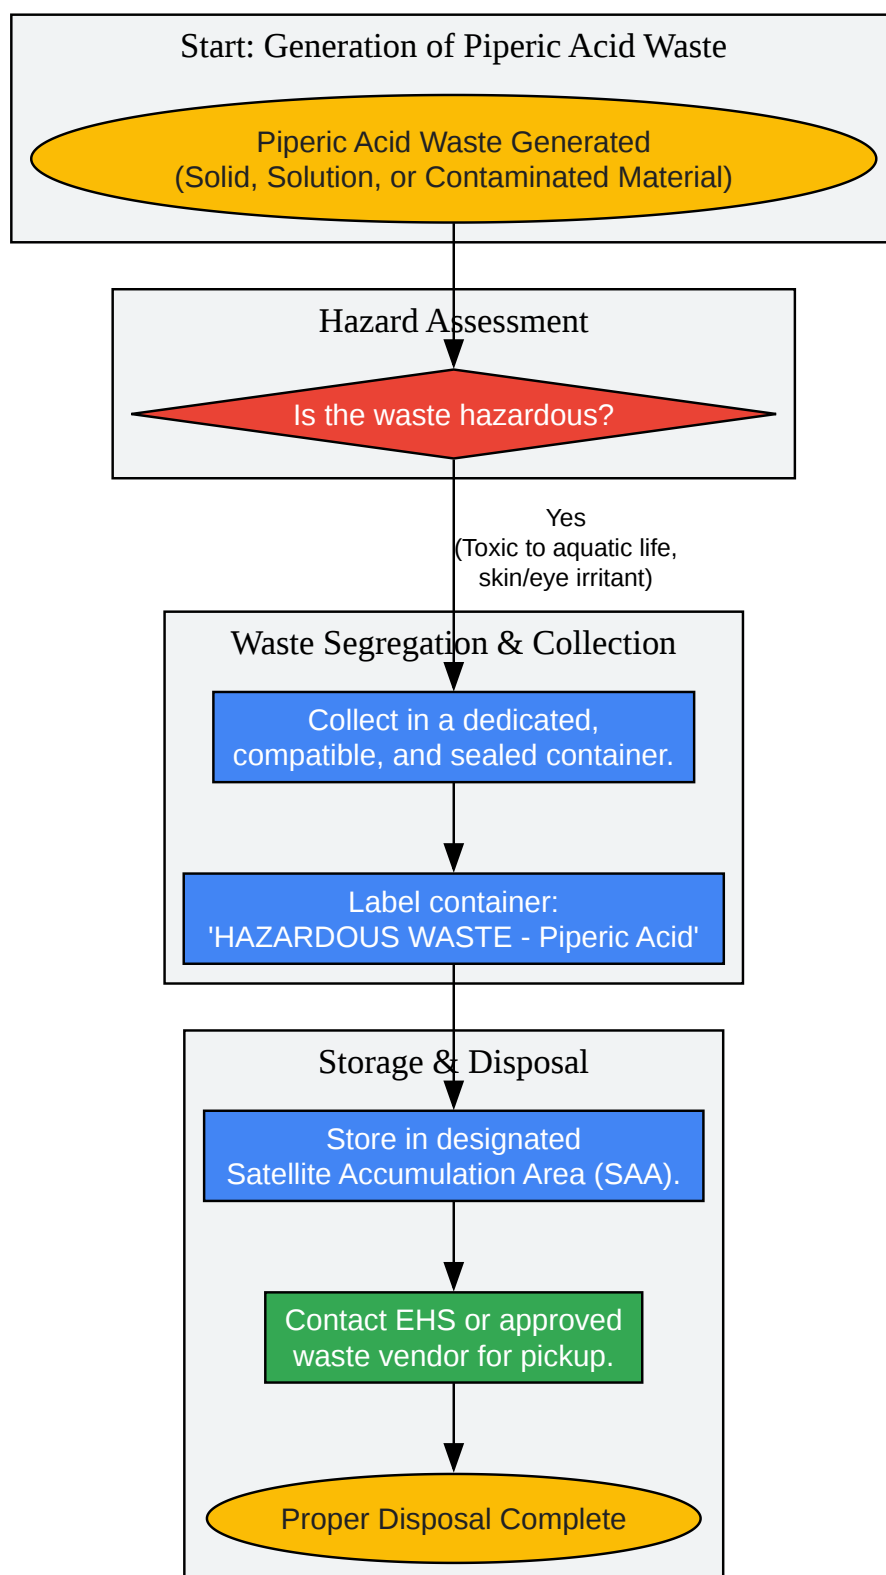 Start: Generation of Piperic Acid Waste
Piperic Acid Waste Generated
(Solid, Solution, or Contaminated Material)
Hazard Assessment
Is the waste hazardous?
Yes
(Toxic to aquatic life,
skin/eye irritant)
Waste Segregation & Collection
Collect in a dedicated,
compatible, and sealed container.
Label container:
'HAZARDOUS WASTE - Piperic Acid'
Storage & Disposal
Store in designated
Satellite Accumulation Area (SAA).
Contact EHS or approved
waste vendor for pickup.
Proper Disposal Complete